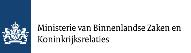 Ministerie van Binnenlandse Zaken en
Koninkrijksrelaties